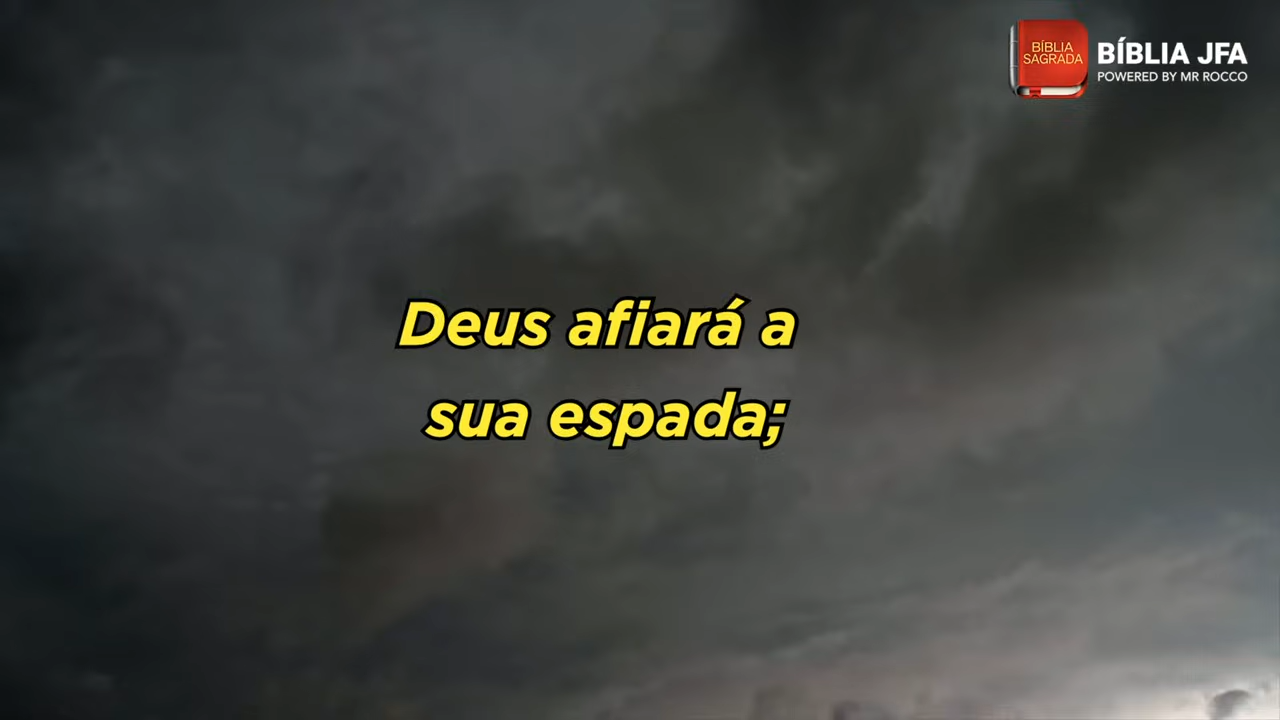 BÍBLIA
SAGRADA
BÍBLIA JFA
POWERED BY MR ROCCO
Deus afiará a
sua espada;